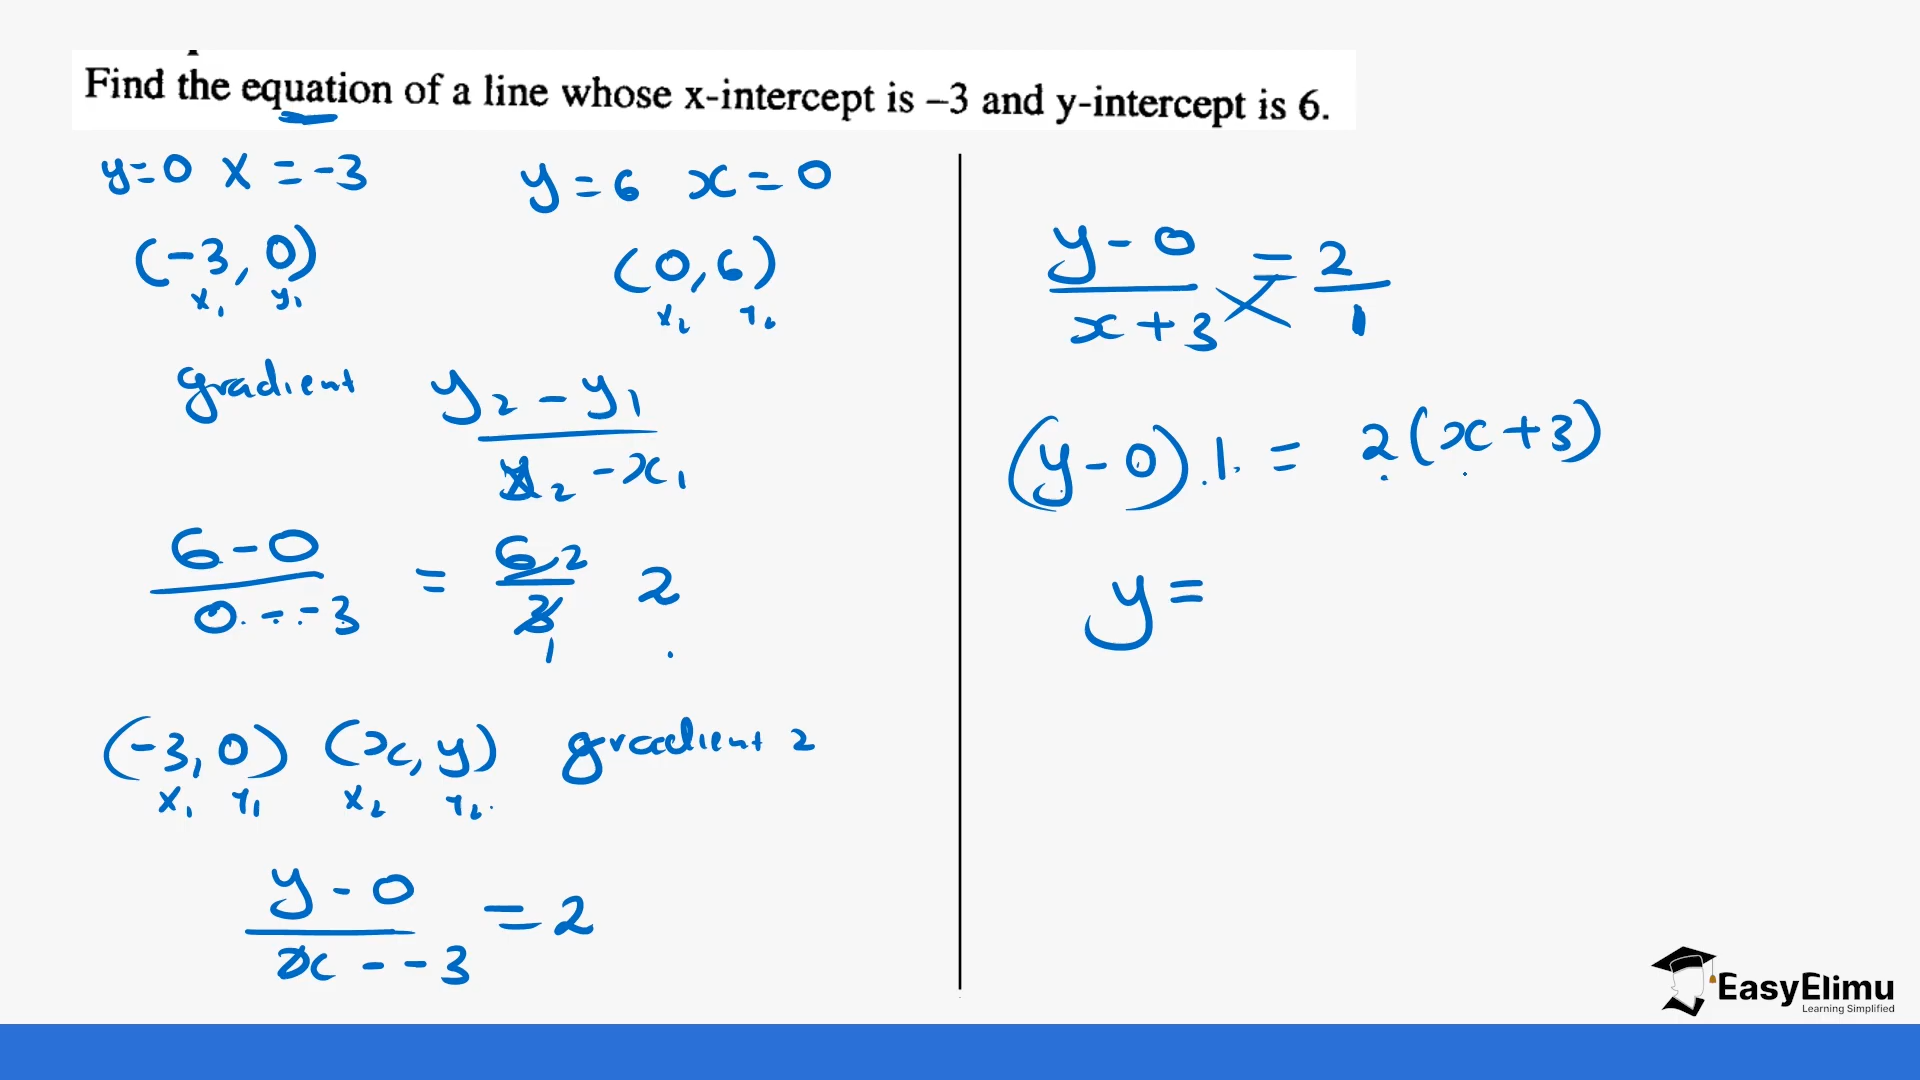 Find the equation of a line whose x-intercept is –3 and y-intercept is 6.
y=0 x = -3
y = 6 x = 0
(-3, 0)
x₁ y₁
(0, 6)
x₂ y₂
gradient y₂ - y₁
x₂ - x₁
6 - 0
0 - -3
= 6 2
3
1
2
(-3, 0) (x, y) gradient 2
x₁ y₁ x₂ y₂
y - 0
x - -3
= 2
y - 0 = 2
x + 3 1
(y - 0) . 1 = 2(x + 3)
y =
EasyElimu
Learning Simplified